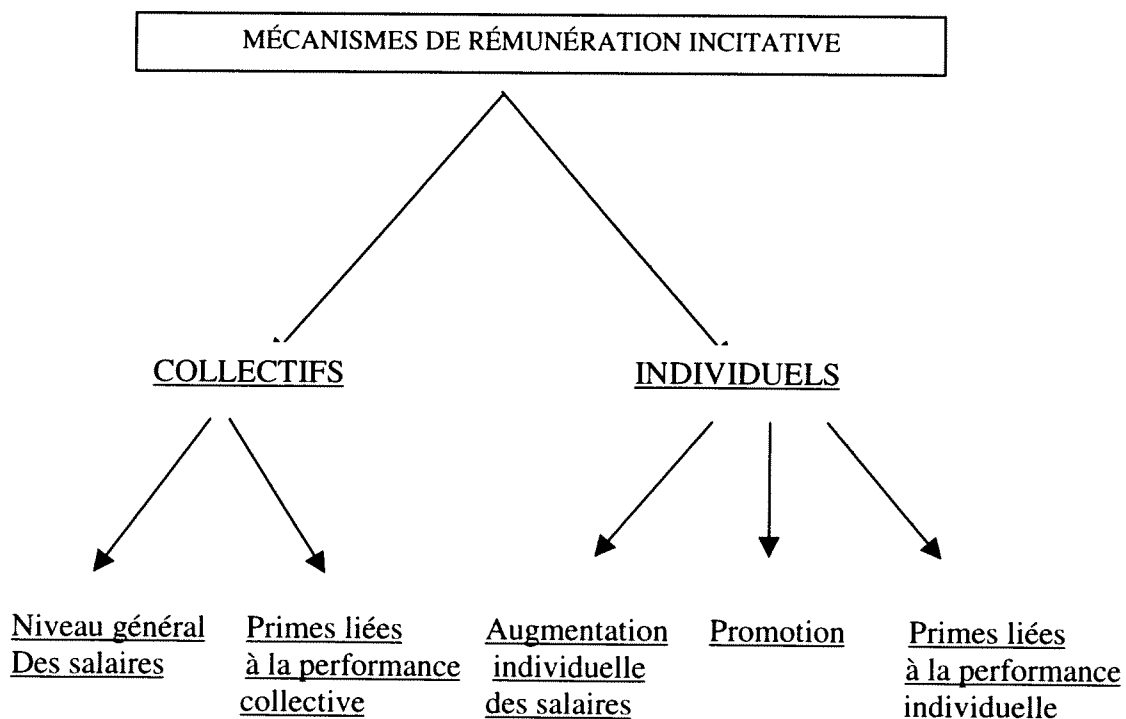 MÉCANISMES DE RÉMUNÉRATION INCITATIVE
COLLECTIFS
INDIVIDUELS
Niveau général
Des salaires
Primes liées
à la performance
collective
Augmentation
individuelle
des salaires
Promotion
Primes liées
à la performance
individuelle